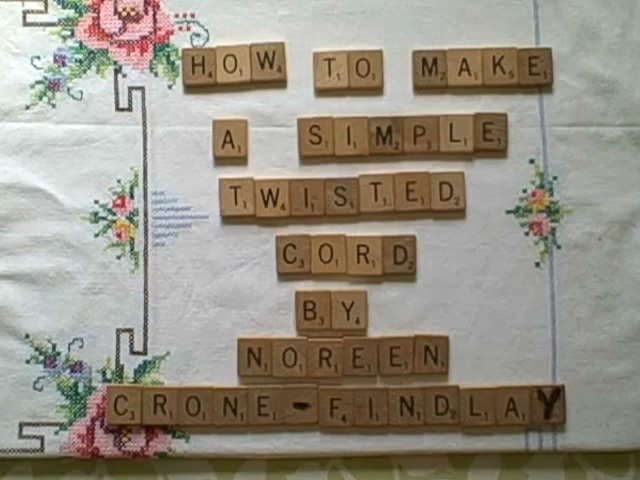 HOW TO MAKE
A SIMPLE
TWISTED
CORD
BY
NOREEN
CRONE-FINDLAY